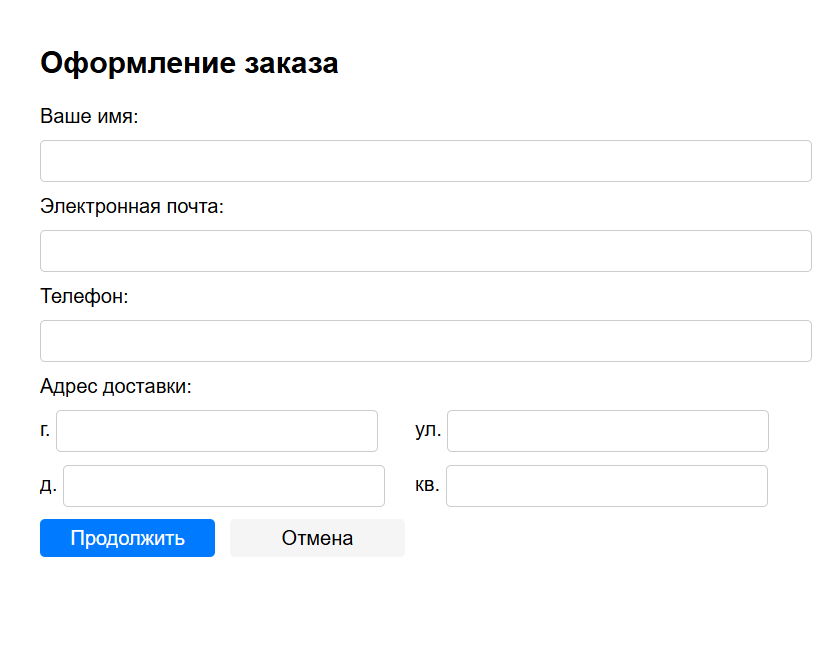 Оформление заказа
Ваше имя:
Электронная почта:
Телефон:
Адрес доставки:
г. ул.
д. кв.
Продолжить Отмена